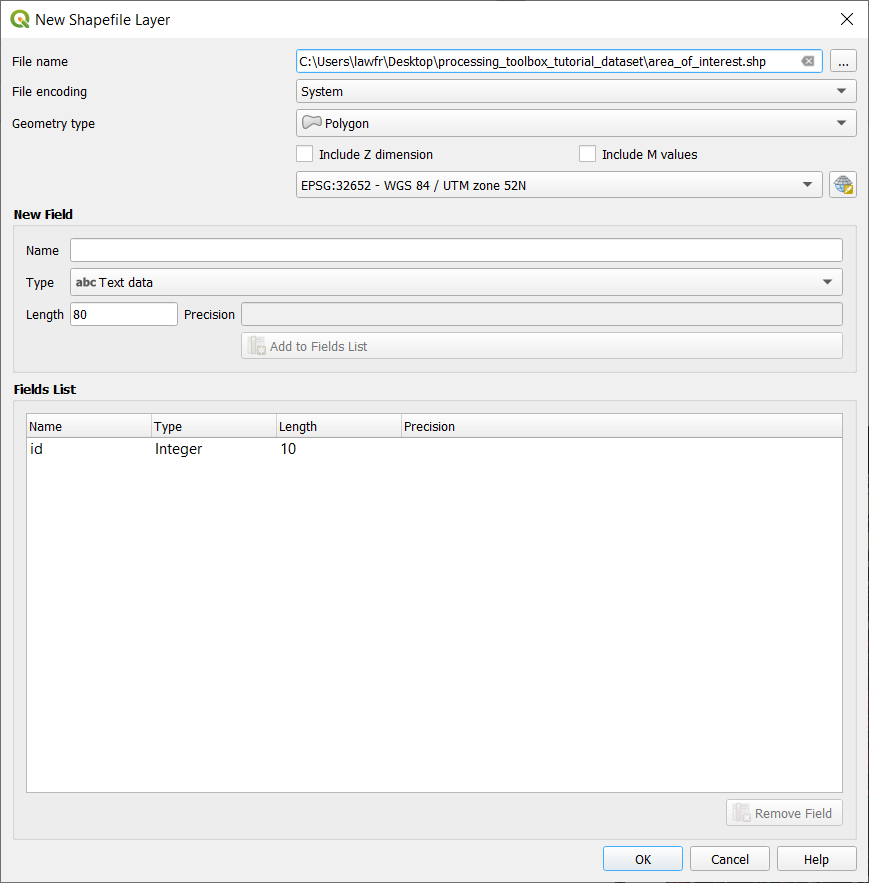 New Shapefile Layer
File name C:\Users\lawfr\Desktop\processing_toolbox_tutorial_dataset\area_of_interest.shp ...
File encoding System
Geometry type Polygon
Include Z dimension Include M values
EPSG:32652 - WGS 84 / UTM zone 52N
New Field
Name
Type abc Text data
Length 80 Precision
Add to Fields List
Fields List
Name Type Length Precision
id Integer 10
Remove Field
OK Cancel Help